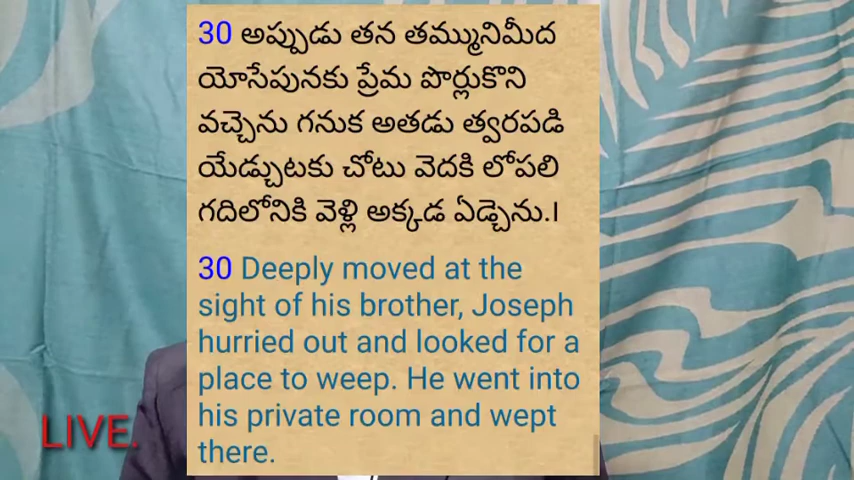 30 అప్పుడు తన తమ్మునిమీద
యోసేపునకు ప్రేమ పొర్లుకొని
వచ్చెను గనుక అతడు త్వరపడి
యేడ్చుటకు చోటు వెదకి లోపలి
గదిలోనికి వెళ్లి అక్కడ ఏడ్చెను.।
30 Deeply moved at the
sight of his brother, Joseph
hurried out and looked for a
place to weep. He went into
his private room and wept
there.
LIVE.